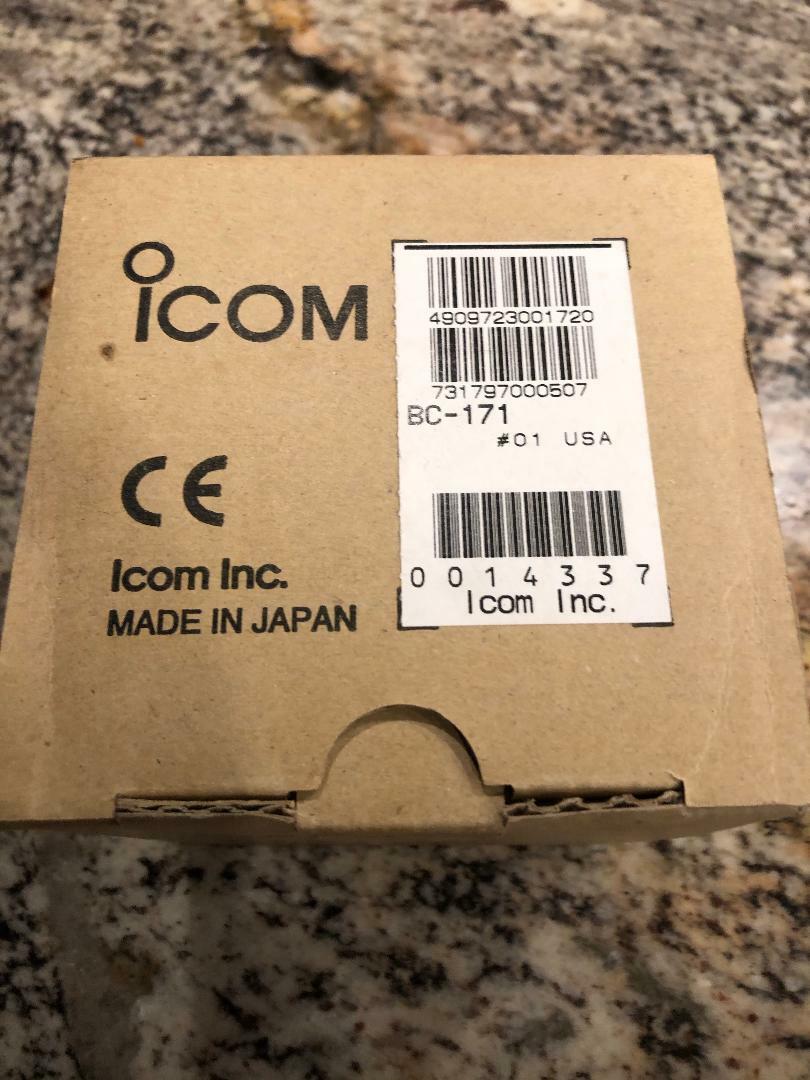 ICOM
CE
Icom Inc.
MADE IN JAPAN
4909723001720
731797000507
BC-171
#01 USA
0014337
Icom Inc.